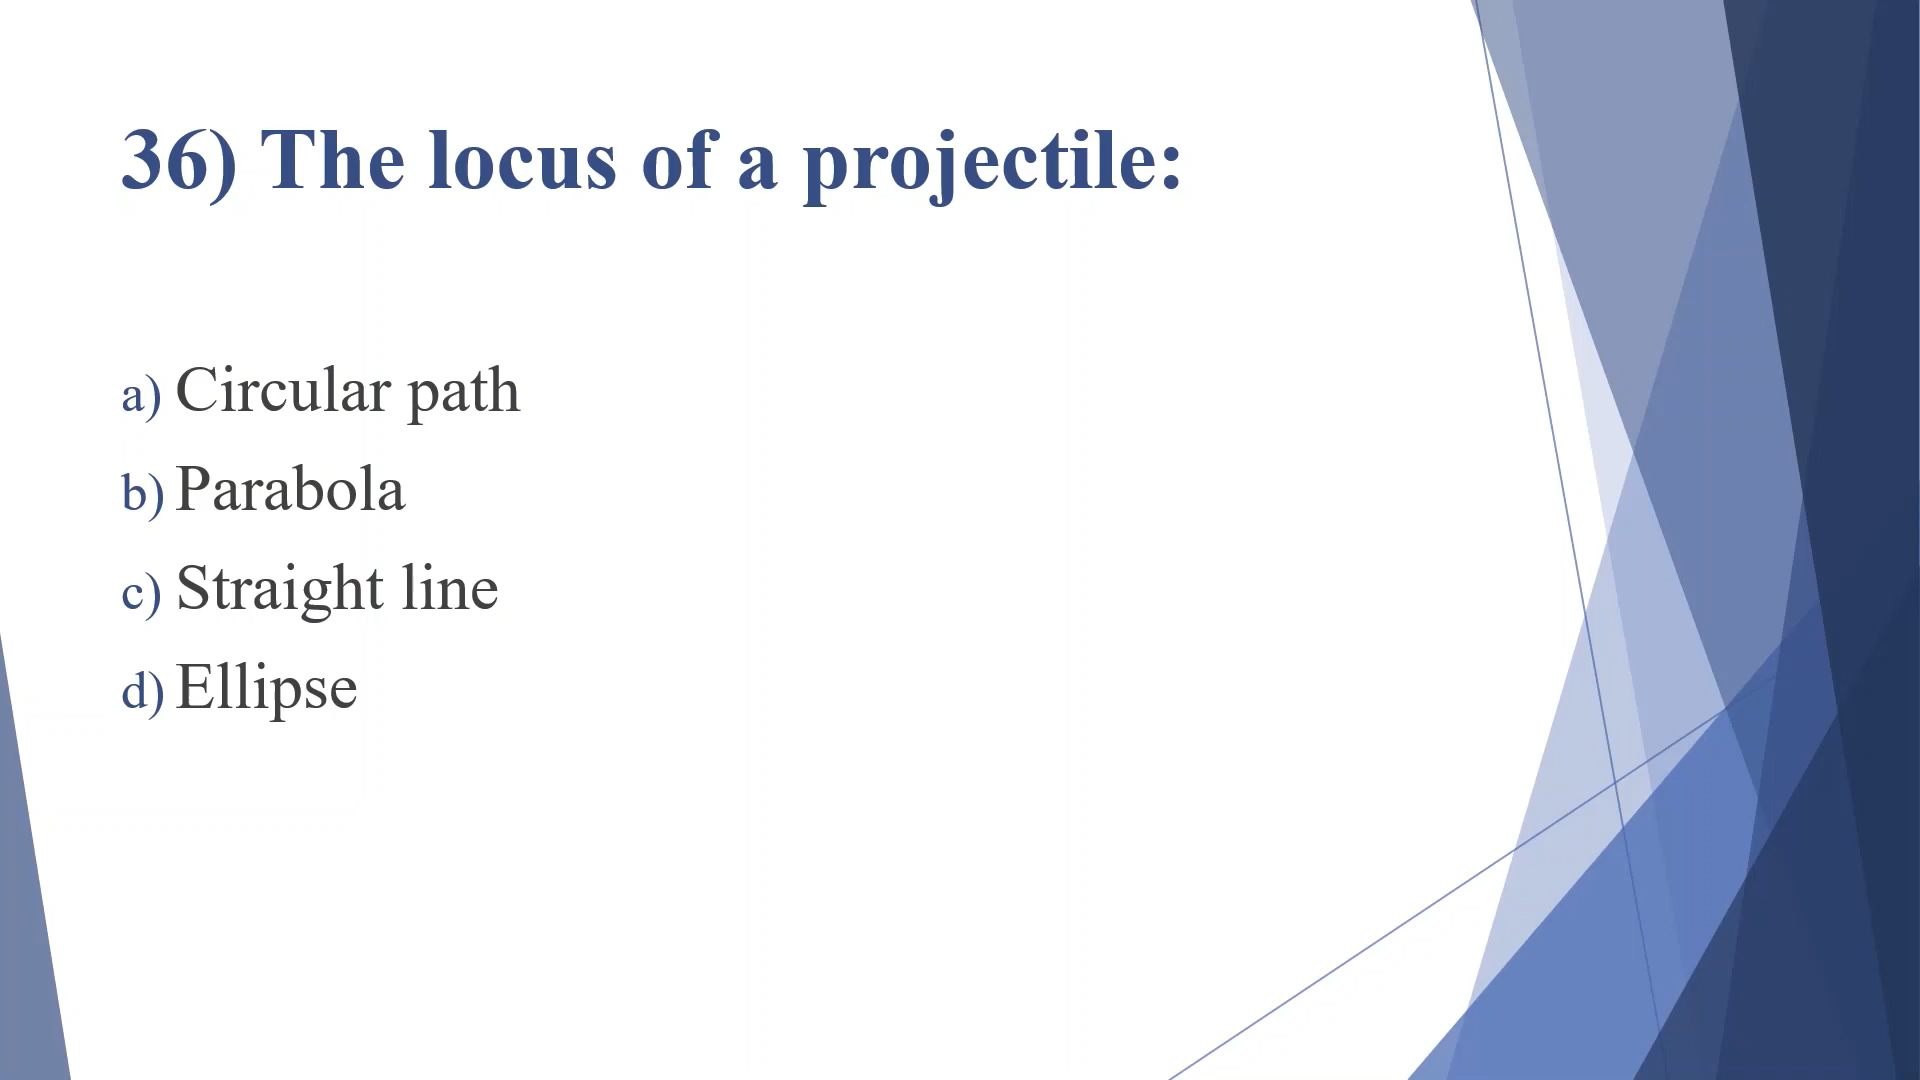 36) The locus of a projectile:
a) Circular path
b) Parabola
c) Straight line
d) Ellipse